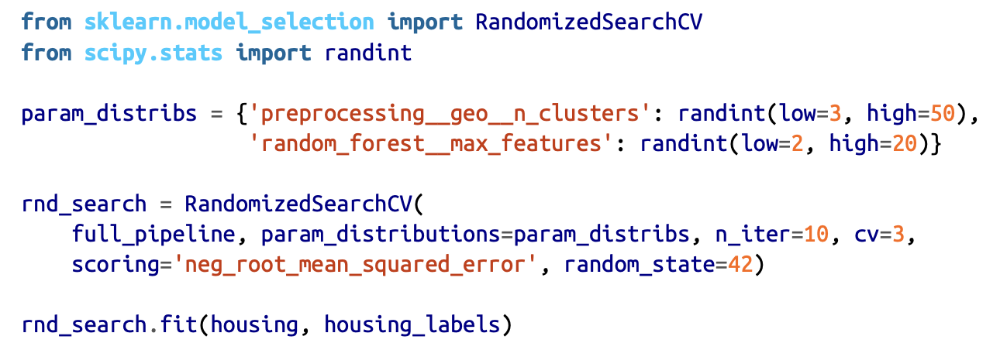 from sklearn.model_selection import RandomizedSearchCV
from scipy.stats import randint
param_distribs = {'preprocessing__geo__n_clusters': randint(low=3, high=50),
'random_forest__max_features': randint(low=2, high=20)}
rnd_search = RandomizedSearchCV(
full_pipeline, param_distributions=param_distribs, n_iter=10, cv=3,
scoring='neg_root_mean_squared_error', random_state=42)
rnd_search.fit(housing, housing_labels)